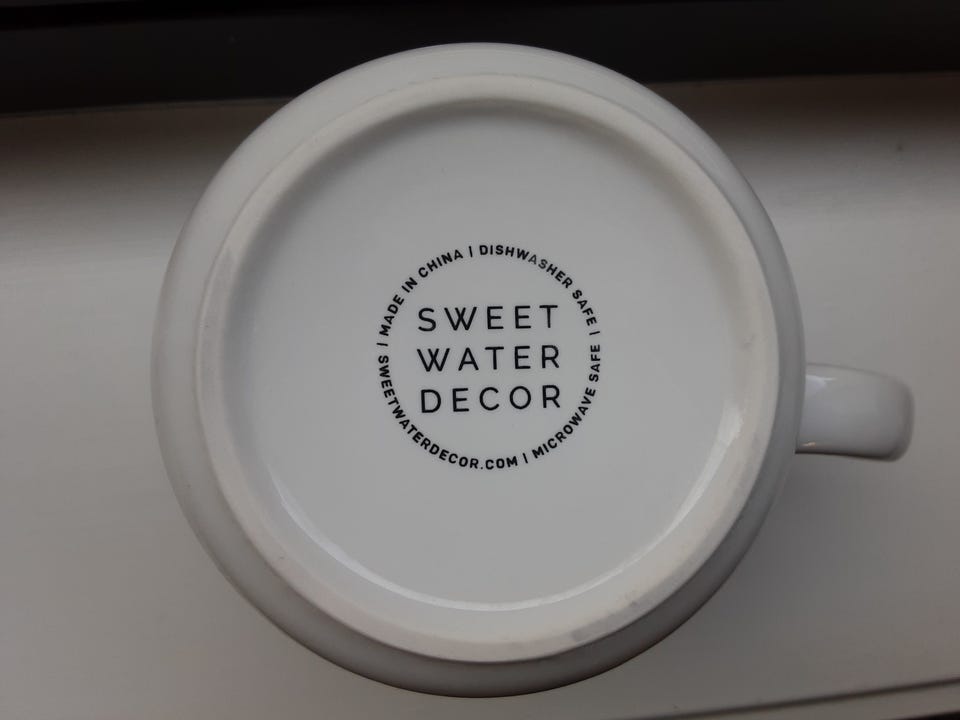 SWEET
WATER
DECOR
MADE IN CHINA | DISHWASHER SAFE | MICROWAVE SAFE | SWEETWATERDECOR.COM |